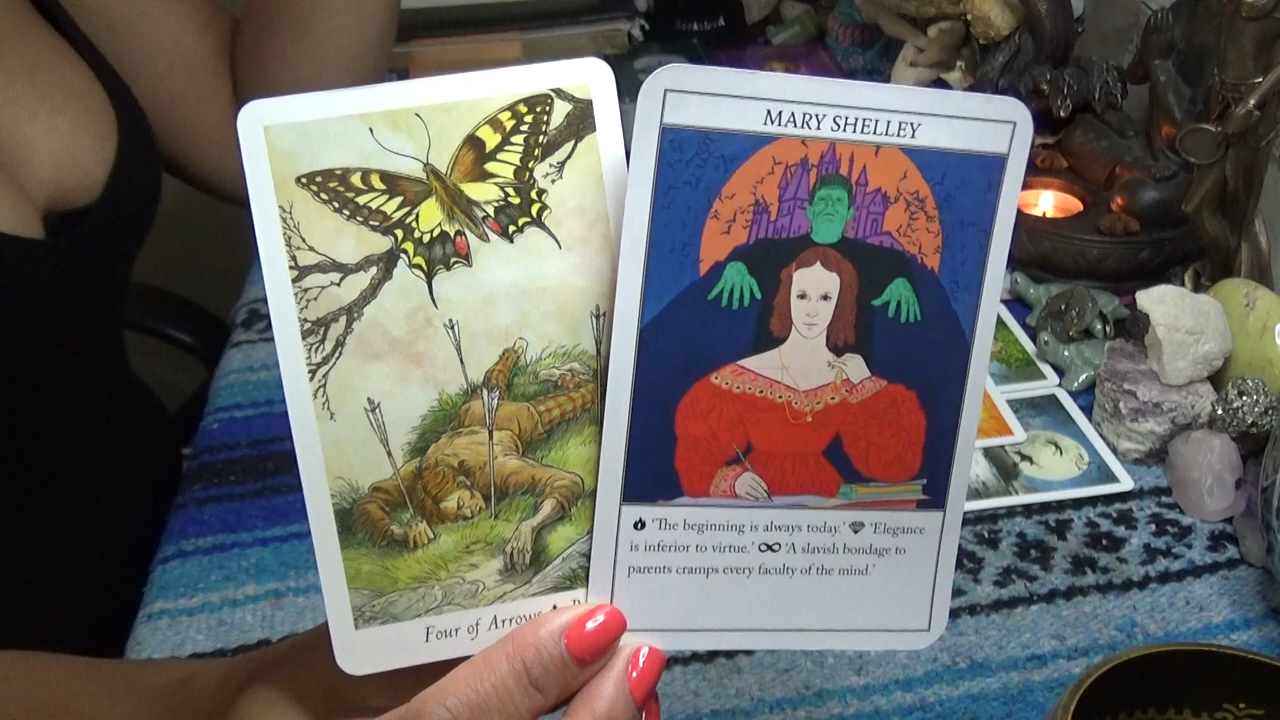 MARY SHELLEY
'The beginning is always today.' 'Elegance
is inferior to virtue.' 'A slavish bondage to
parents cramps every faculty of the mind.'
Four of Arrows